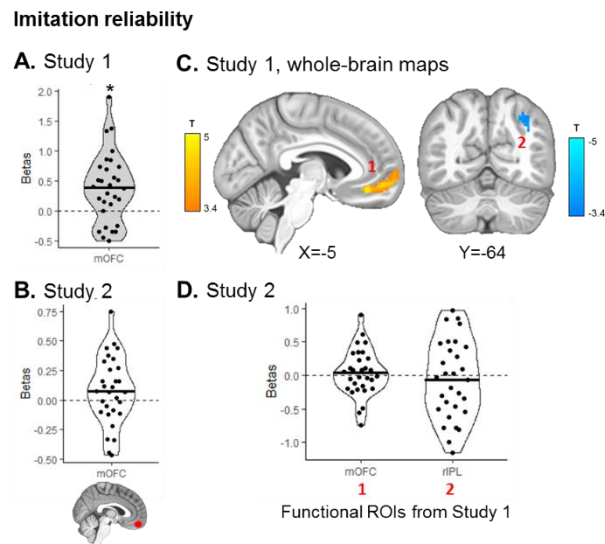 Imitation reliability
A. Study 1
*
2.0
1.5
1.0
0.5
0.0
-0.5
Betas
mOFC
C. Study 1, whole-brain maps
T
5
3.4
1
X=-5
2
Y=-64
T
-5
-3.4
B. Study 2
0.75
0.50
0.25
0.00
-0.25
-0.50
Betas
mOFC
D. Study 2
1.0
0.5
0.0
-0.5
-1.0
Betas
mOFC rIPL
1 2
Functional ROIs from Study 1